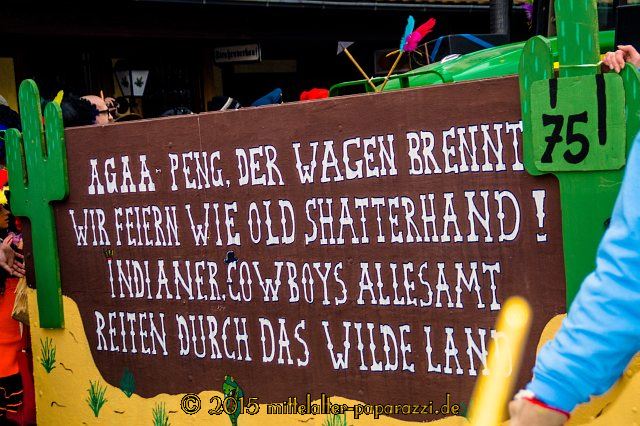 75
AGAA PENG, DER WAGEN BRENNT
WIR FEIERN WIE OLD SHATTERHAND!
INDIANER, COWBOYS ALLESAMT
REITEN DURCH DAS WILDE LAND
© 2015 mittelalter-paparazzi.de